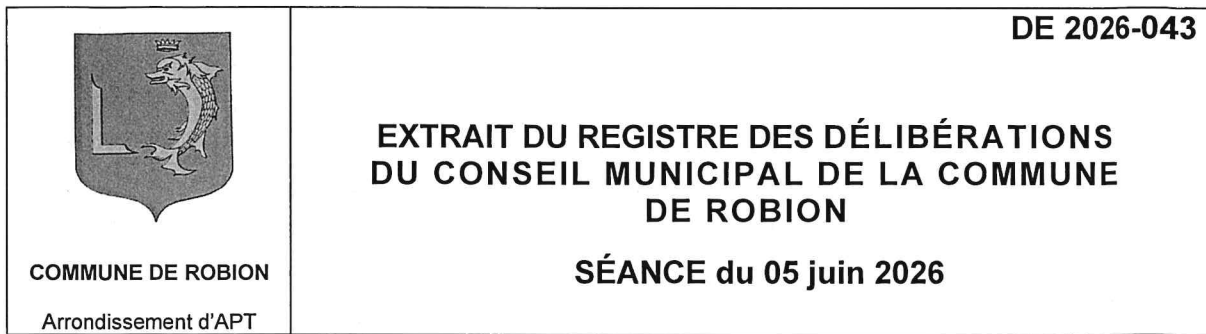 DE 2026-043
EXTRAIT DU REGISTRE DES DÉLIBÉRATIONS
DU CONSEIL MUNICIPAL DE LA COMMUNE
DE ROBION
SÉANCE du 05 juin 2026
COMMUNE DE ROBION
Arrondissement d'APT